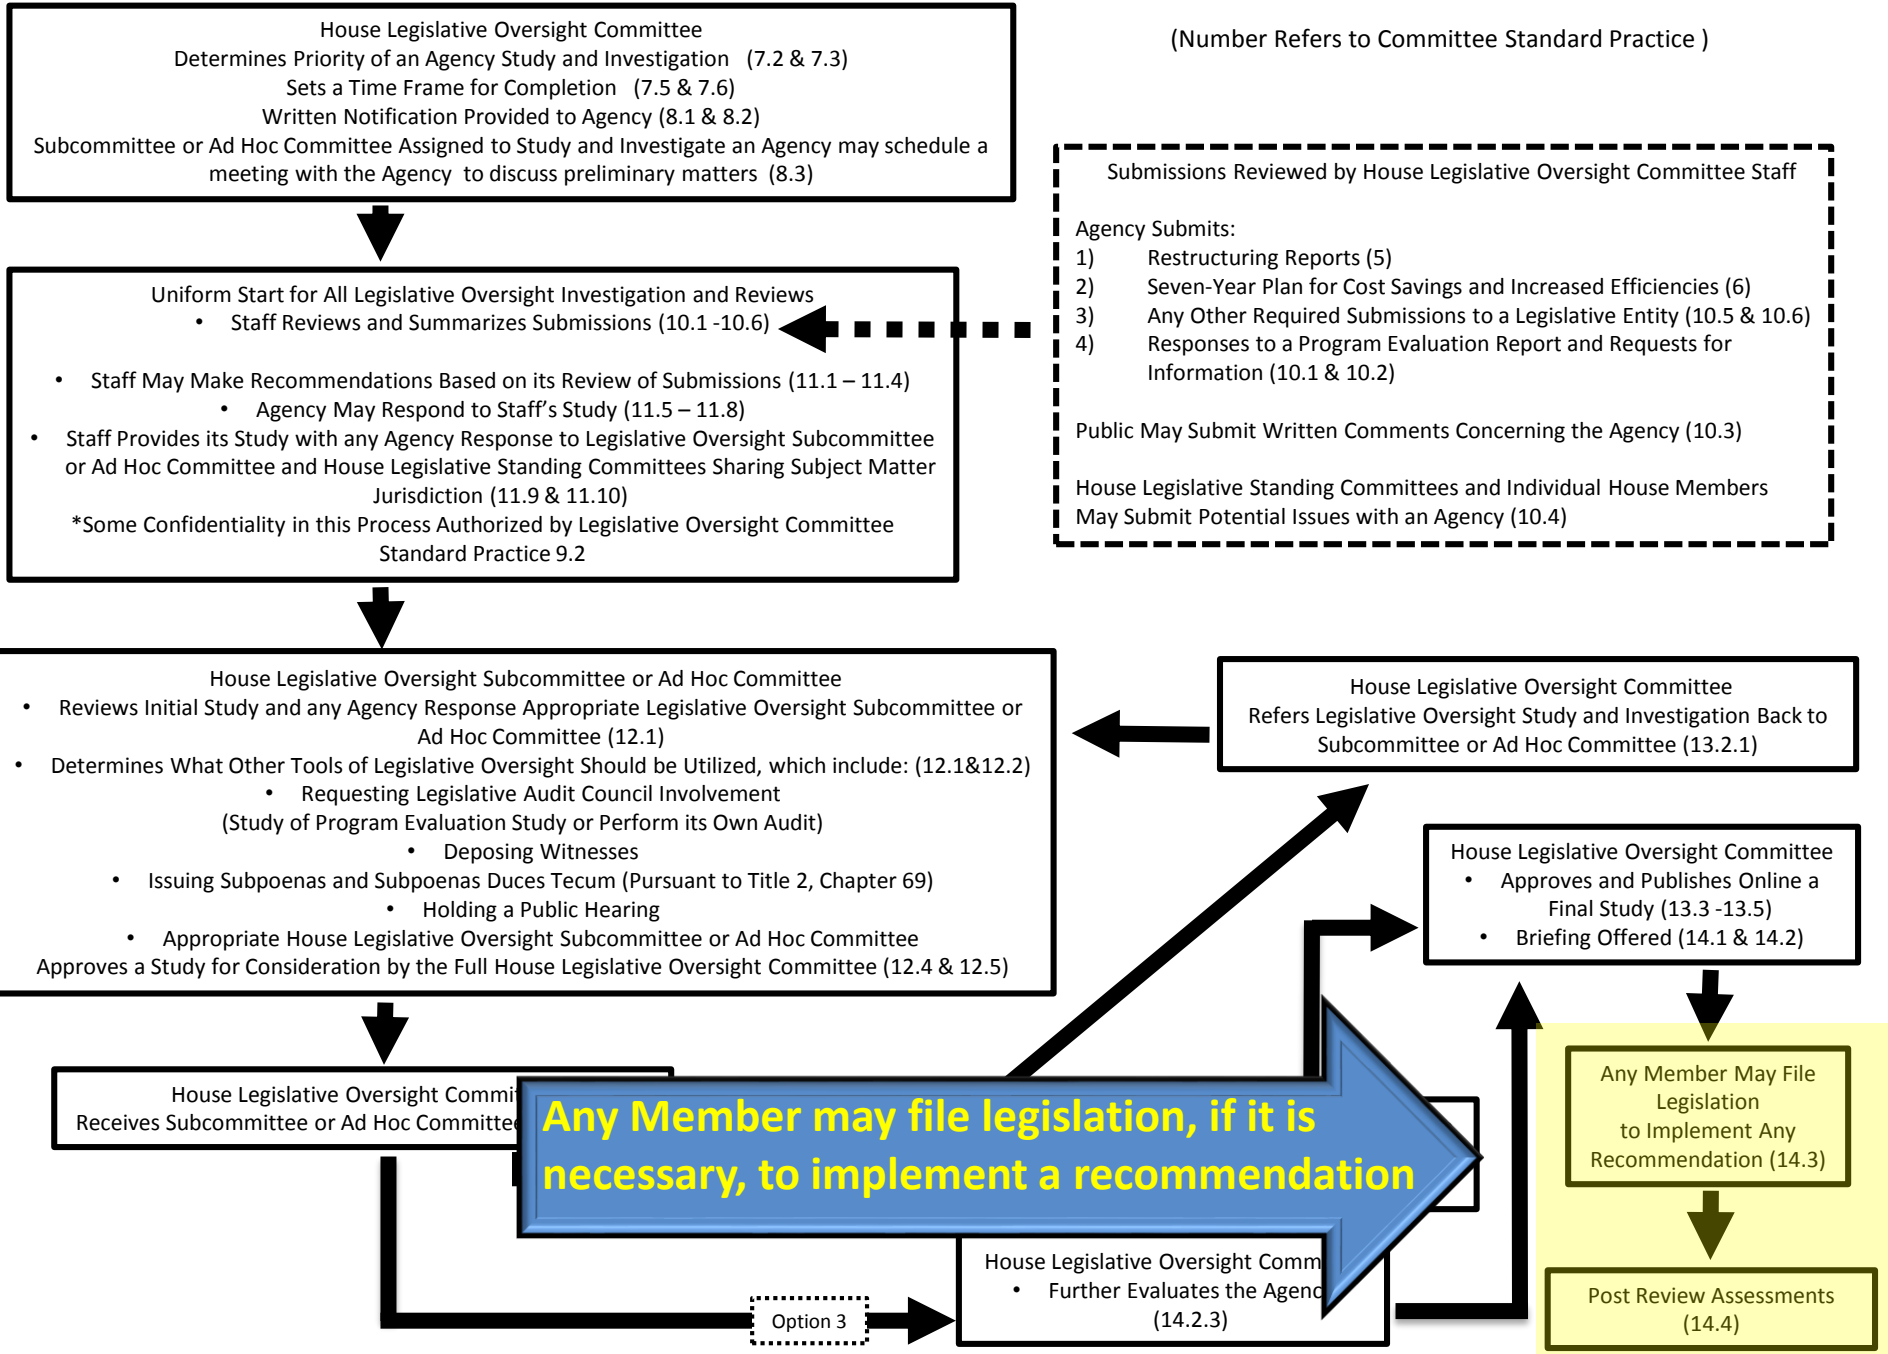 House Legislative Oversight Committee
Determines Priority of an Agency Study and Investigation (7.2 & 7.3)
Sets a Time Frame for Completion (7.5 & 7.6)
Written Notification Provided to Agency (8.1 & 8.2)
Subcommittee or Ad Hoc Committee Assigned to Study and Investigate an Agency may schedule a
meeting with the Agency to discuss preliminary matters (8.3)
(Number Refers to Committee Standard Practice )
Submissions Reviewed by House Legislative Oversight Committee Staff
Agency Submits:
1) Restructuring Reports (5)
2) Seven-Year Plan for Cost Savings and Increased Efficiencies (6)
3) Any Other Required Submissions to a Legislative Entity (10.5 & 10.6)
4) Responses to a Program Evaluation Report and Requests for
Information (10.1 & 10.2)
Public May Submit Written Comments Concerning the Agency (10.3)
House Legislative Standing Committees and Individual House Members
May Submit Potential Issues with an Agency (10.4)
Uniform Start for All Legislative Oversight Investigation and Reviews
• Staff Reviews and Summarizes Submissions (10.1 -10.6)
• Staff May Make Recommendations Based on its Review of Submissions (11.1 – 11.4)
• Agency May Respond to Staff's Study (11.5 – 11.8)
• Staff Provides its Study with any Agency Response to Legislative Oversight Subcommittee
or Ad Hoc Committee and House Legislative Standing Committees Sharing Subject Matter
Jurisdiction (11.9 & 11.10)
*Some Confidentiality in this Process Authorized by Legislative Oversight Committee
Standard Practice 9.2
House Legislative Oversight Subcommittee or Ad Hoc Committee
• Reviews Initial Study and any Agency Response Appropriate Legislative Oversight Subcommittee or
Ad Hoc Committee (12.1)
• Determines What Other Tools of Legislative Oversight Should be Utilized, which include: (12.1&12.2)
• Requesting Legislative Audit Council Involvement
(Study of Program Evaluation Study or Perform its Own Audit)
• Deposing Witnesses
• Issuing Subpoenas and Subpoenas Duces Tecum (Pursuant to Title 2, Chapter 69)
• Holding a Public Hearing
• Appropriate House Legislative Oversight Subcommittee or Ad Hoc Committee
Approves a Study for Consideration by the Full House Legislative Oversight Committee (12.4 & 12.5)
House Legislative Oversight Committee
Refers Legislative Oversight Study and Investigation Back to
Subcommittee or Ad Hoc Committee (13.2.1)
House Legislative Oversight Committee
• Approves and Publishes Online a
Final Study (13.3 -13.5)
• Briefing Offered (14.1 & 14.2)
House Legislative Oversight
Receives Subcommittee or Ad Hoc
Any Member may file legislation, if it is
necessary, to implement a recommendation
Any Member May File
Legislation
to Implement Any
Recommendation (14.3)
House Legislative Oversight
• Further Evaluates the
(14.2.3)
Option 3
Post Review Assessments
(14.4)